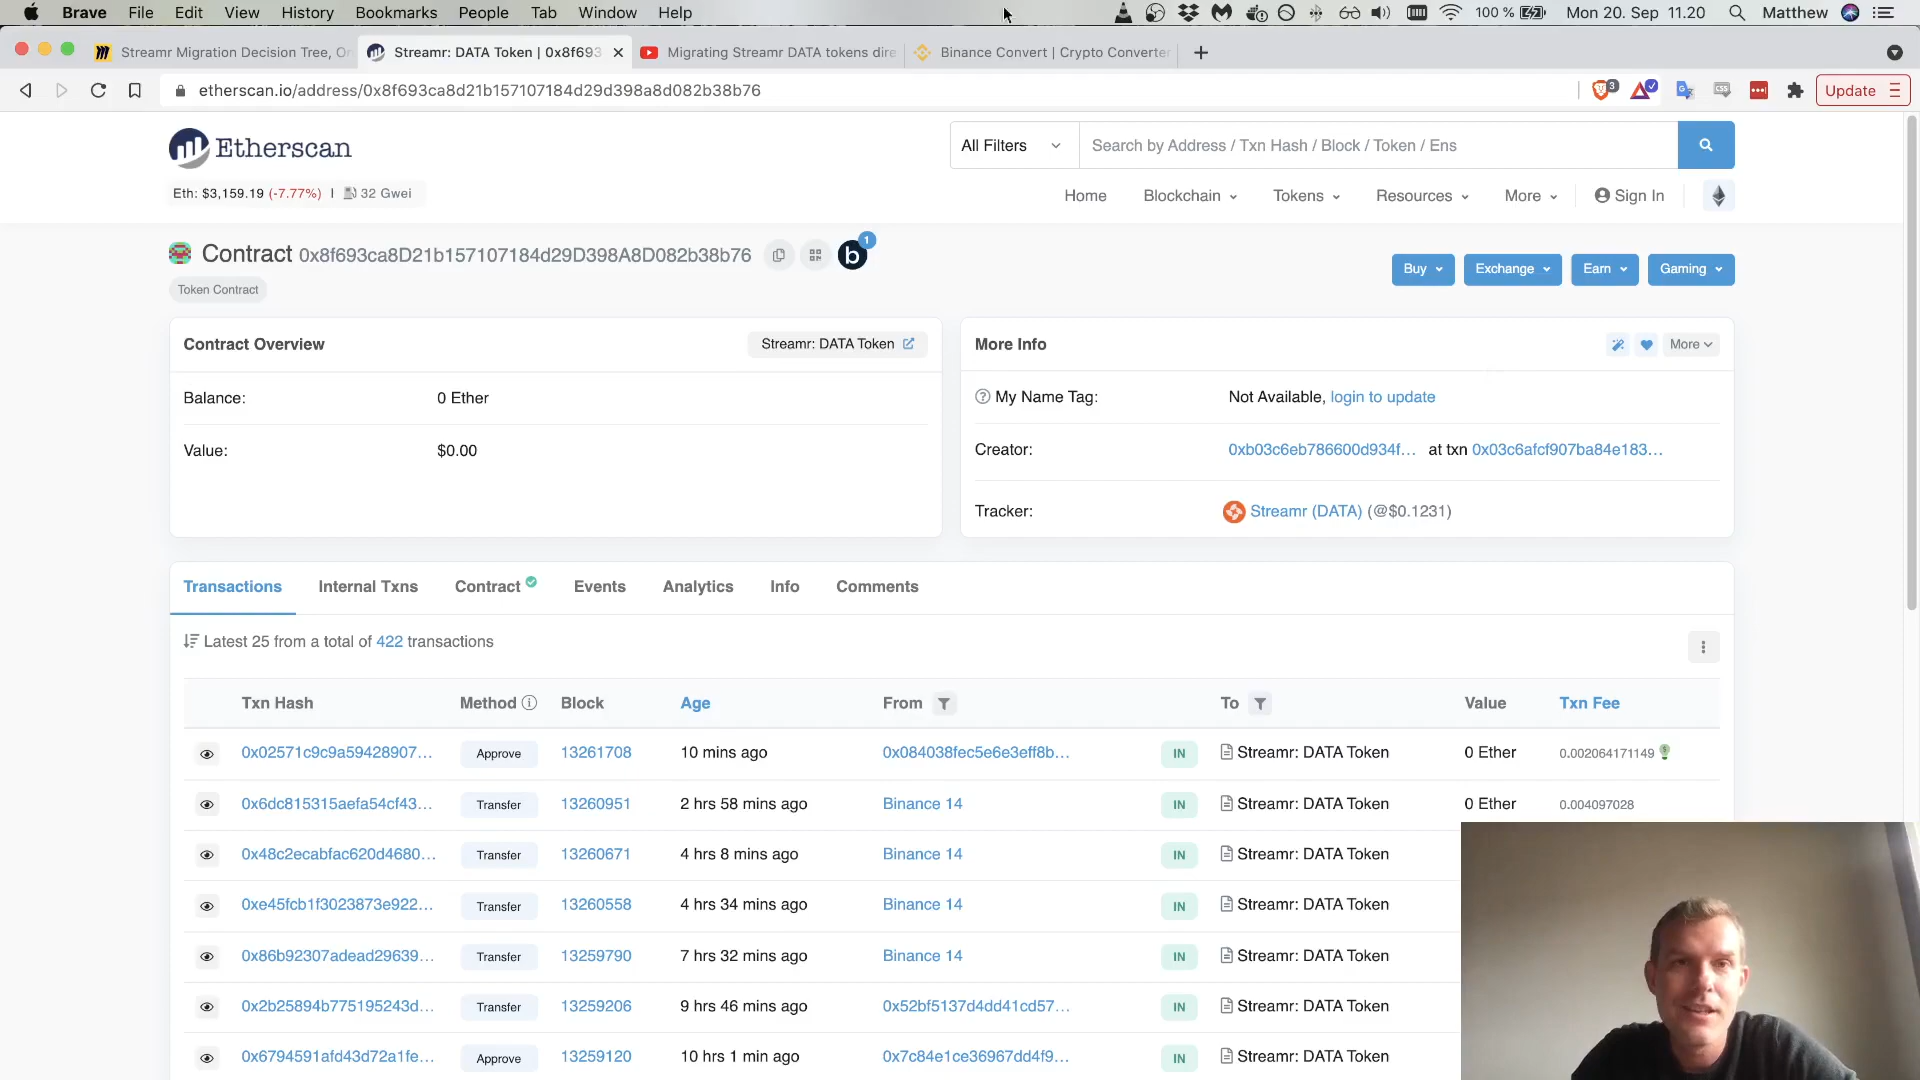 Brave File Edit View History Bookmarks People Tab Window Help 100 % Mon 20. Sep 11.20 Matthew
Streamr Migration Decision Tree, On Streamr: DATA Token | 0x8f693 Migrating Streamr DATA tokens dire Binance Convert | Crypto Converter
etherscan.io/address/0x8f693ca8d21b157107184d29d398a8d082b38b76 3 Update
Etherscan
All Filters Search by Address / Txn Hash / Block / Token / Ens
Eth: $3,159.19 (-7.77%) | 32 Gwei
Home Blockchain Tokens Resources More Sign In
Contract 0x8f693ca8D21b157107184d29D398A8D082b38b76 b 1
Token Contract
Buy Exchange Earn Gaming
Contract Overview Streamr: DATA Token
Balance: 0 Ether
Value: $0.00
More Info More
My Name Tag: Not Available, login to update
Creator: 0xb03c6eb786600d934f... at txn 0x03c6afcf907ba84e183...
Tracker: Streamr (DATA) (@$0.1231)
Transactions Internal Txns Contract Events Analytics Info Comments
Latest 25 from a total of 422 transactions
Txn Hash Method Block Age From To Value Txn Fee
0x02571c9c9a59428907... Approve 13261708 10 mins ago 0x084038fec5e6e3eff8b... IN Streamr: DATA Token 0 Ether 0.002064171149
0x6dc815315aefa54cf43... Transfer 13260951 2 hrs 58 mins ago Binance 14 IN Streamr: DATA Token 0 Ether 0.004097028
0x48c2ecabfac620d4680... Transfer 13260671 4 hrs 8 mins ago Binance 14 IN Streamr: DATA Token
0xe45fcb1f3023873e922... Transfer 13260558 4 hrs 34 mins ago Binance 14 IN Streamr: DATA Token
0x86b92307adead29639... Transfer 13259790 7 hrs 32 mins ago Binance 14 IN Streamr: DATA Token
0x2b25894b775195243d... Transfer 13259206 9 hrs 46 mins ago 0x52bf5137d4dd41cd57... IN Streamr: DATA Token
0x6794591afd43d72a1fe... Approve 13259120 10 hrs 1 min ago 0x7c84e1ce36967dd4f9... IN Streamr: DATA Token